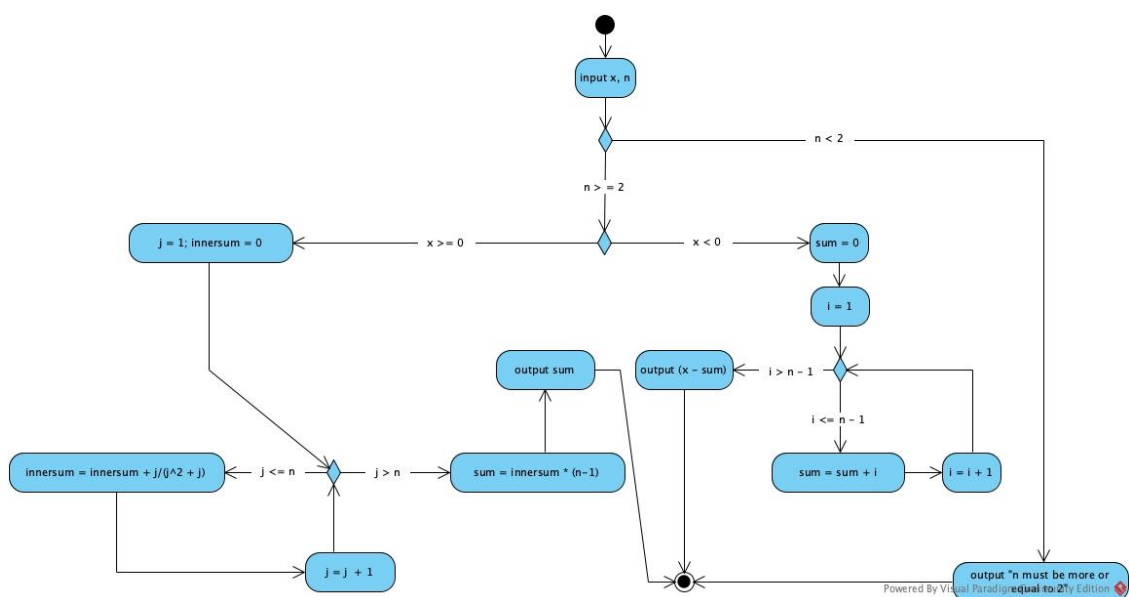 input x, n
n < 2
n >= 2
j = 1; innersum = 0
x >= 0
x < 0
sum = 0
i = 1
output sum
output (x - sum)
i > n - 1
i <= n - 1
innersum = innersum + j/(j^2 + j)
j <= n
j > n
sum = innersum * (n-1)
sum = sum + i
i = i + 1
j = j + 1
output "n must be more or
equal to 2"
Powered By Visual Paradigm Community Edition